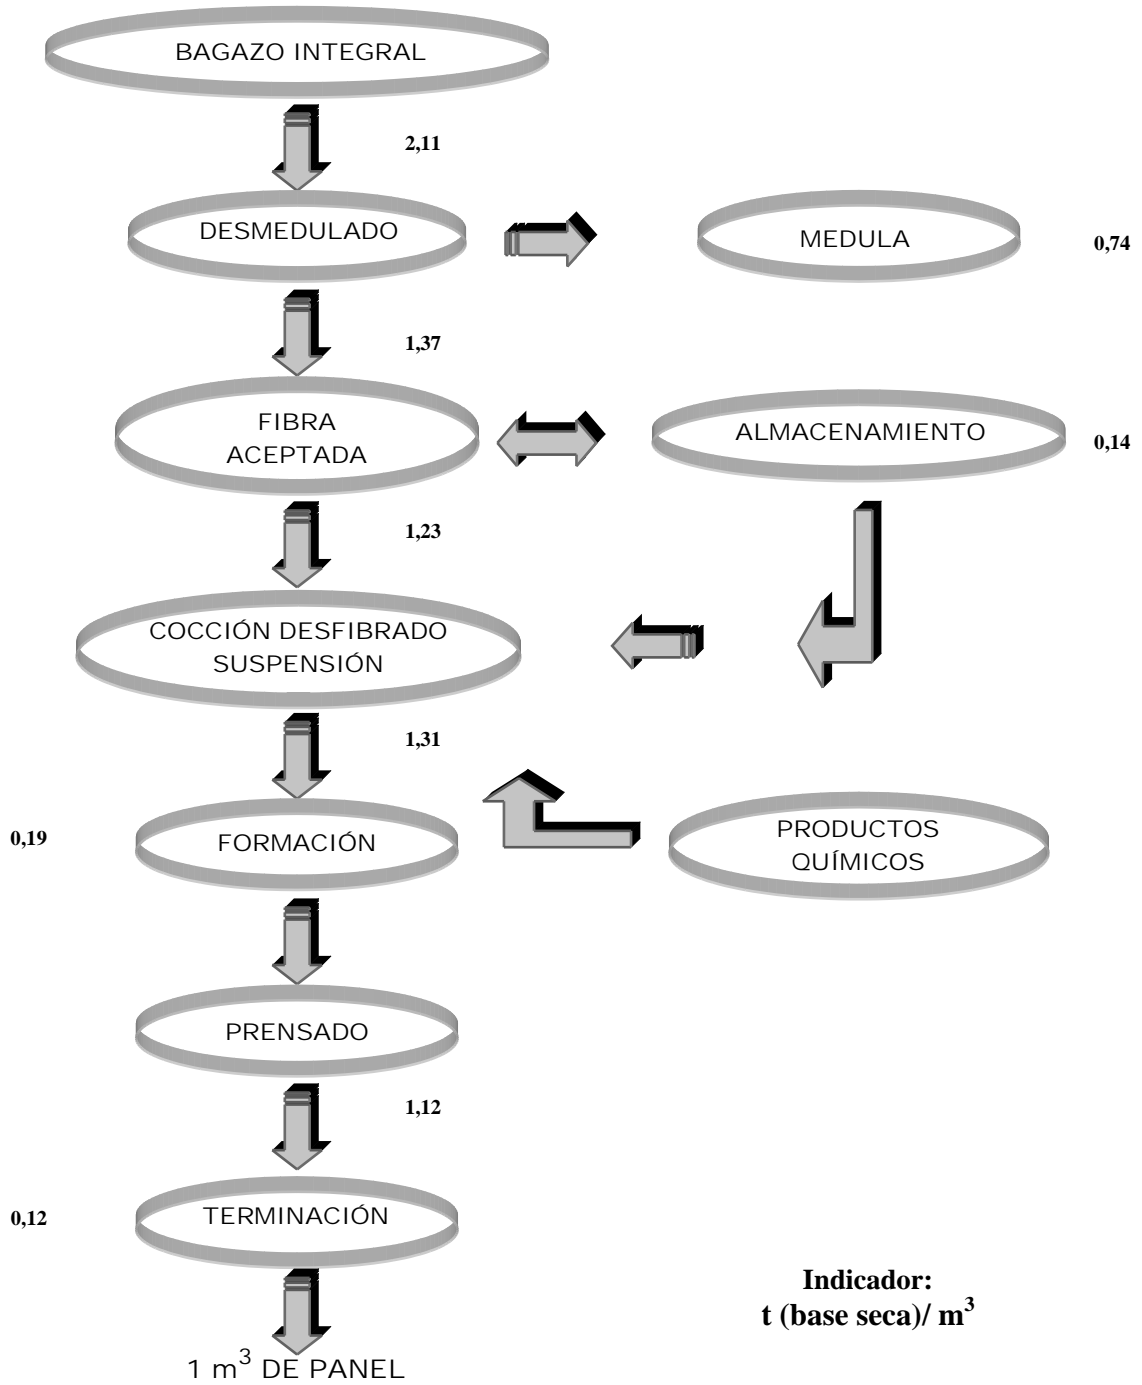 BAGAZO INTEGRAL
2,11
DESMEDULADO
MEDULA
0,74
1,37
FIBRA
ACEPTADA
ALMACENAMIENTO
0,14
1,23
COCCIÓN DESFIBRADO
SUSPENSIÓN
1,31
0,19
FORMACIÓN
PRODUCTOS
QUÍMICOS
PRENSADO
1,12
0,12
TERMINACIÓN
Indicador:
t (base seca)/ m³
1 m³ DE PANEL